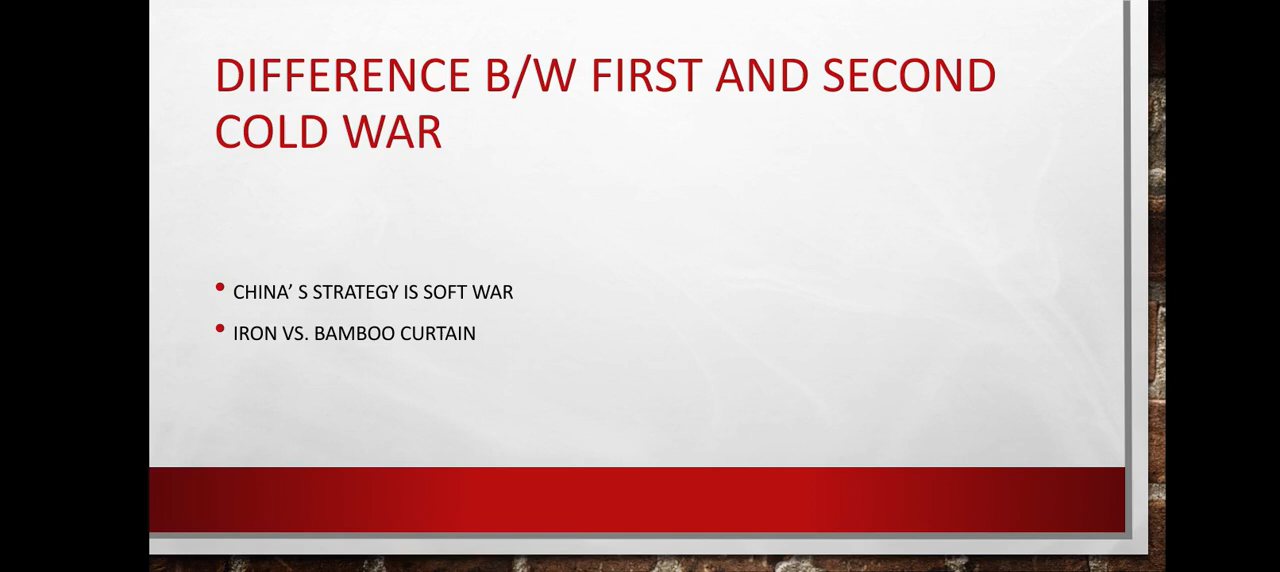 DIFFERENCE B/W FIRST AND SECOND
COLD WAR
• CHINA’ S STRATEGY IS SOFT WAR
• IRON VS. BAMBOO CURTAIN